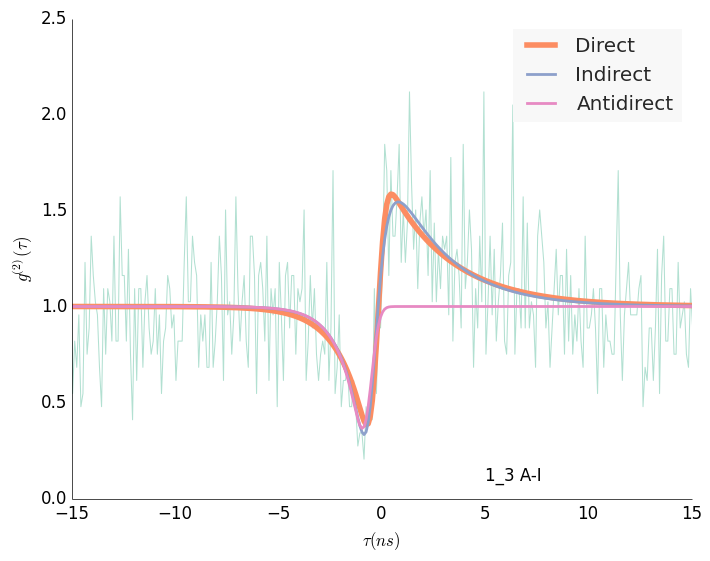 2.5
2.0
1.5
1.0
0.5
0.0
g^{(2)}(τ)
Direct
Indirect
Antidirect
1_3 A-I
−15 −10 −5 0 5 10 15
τ(ns)